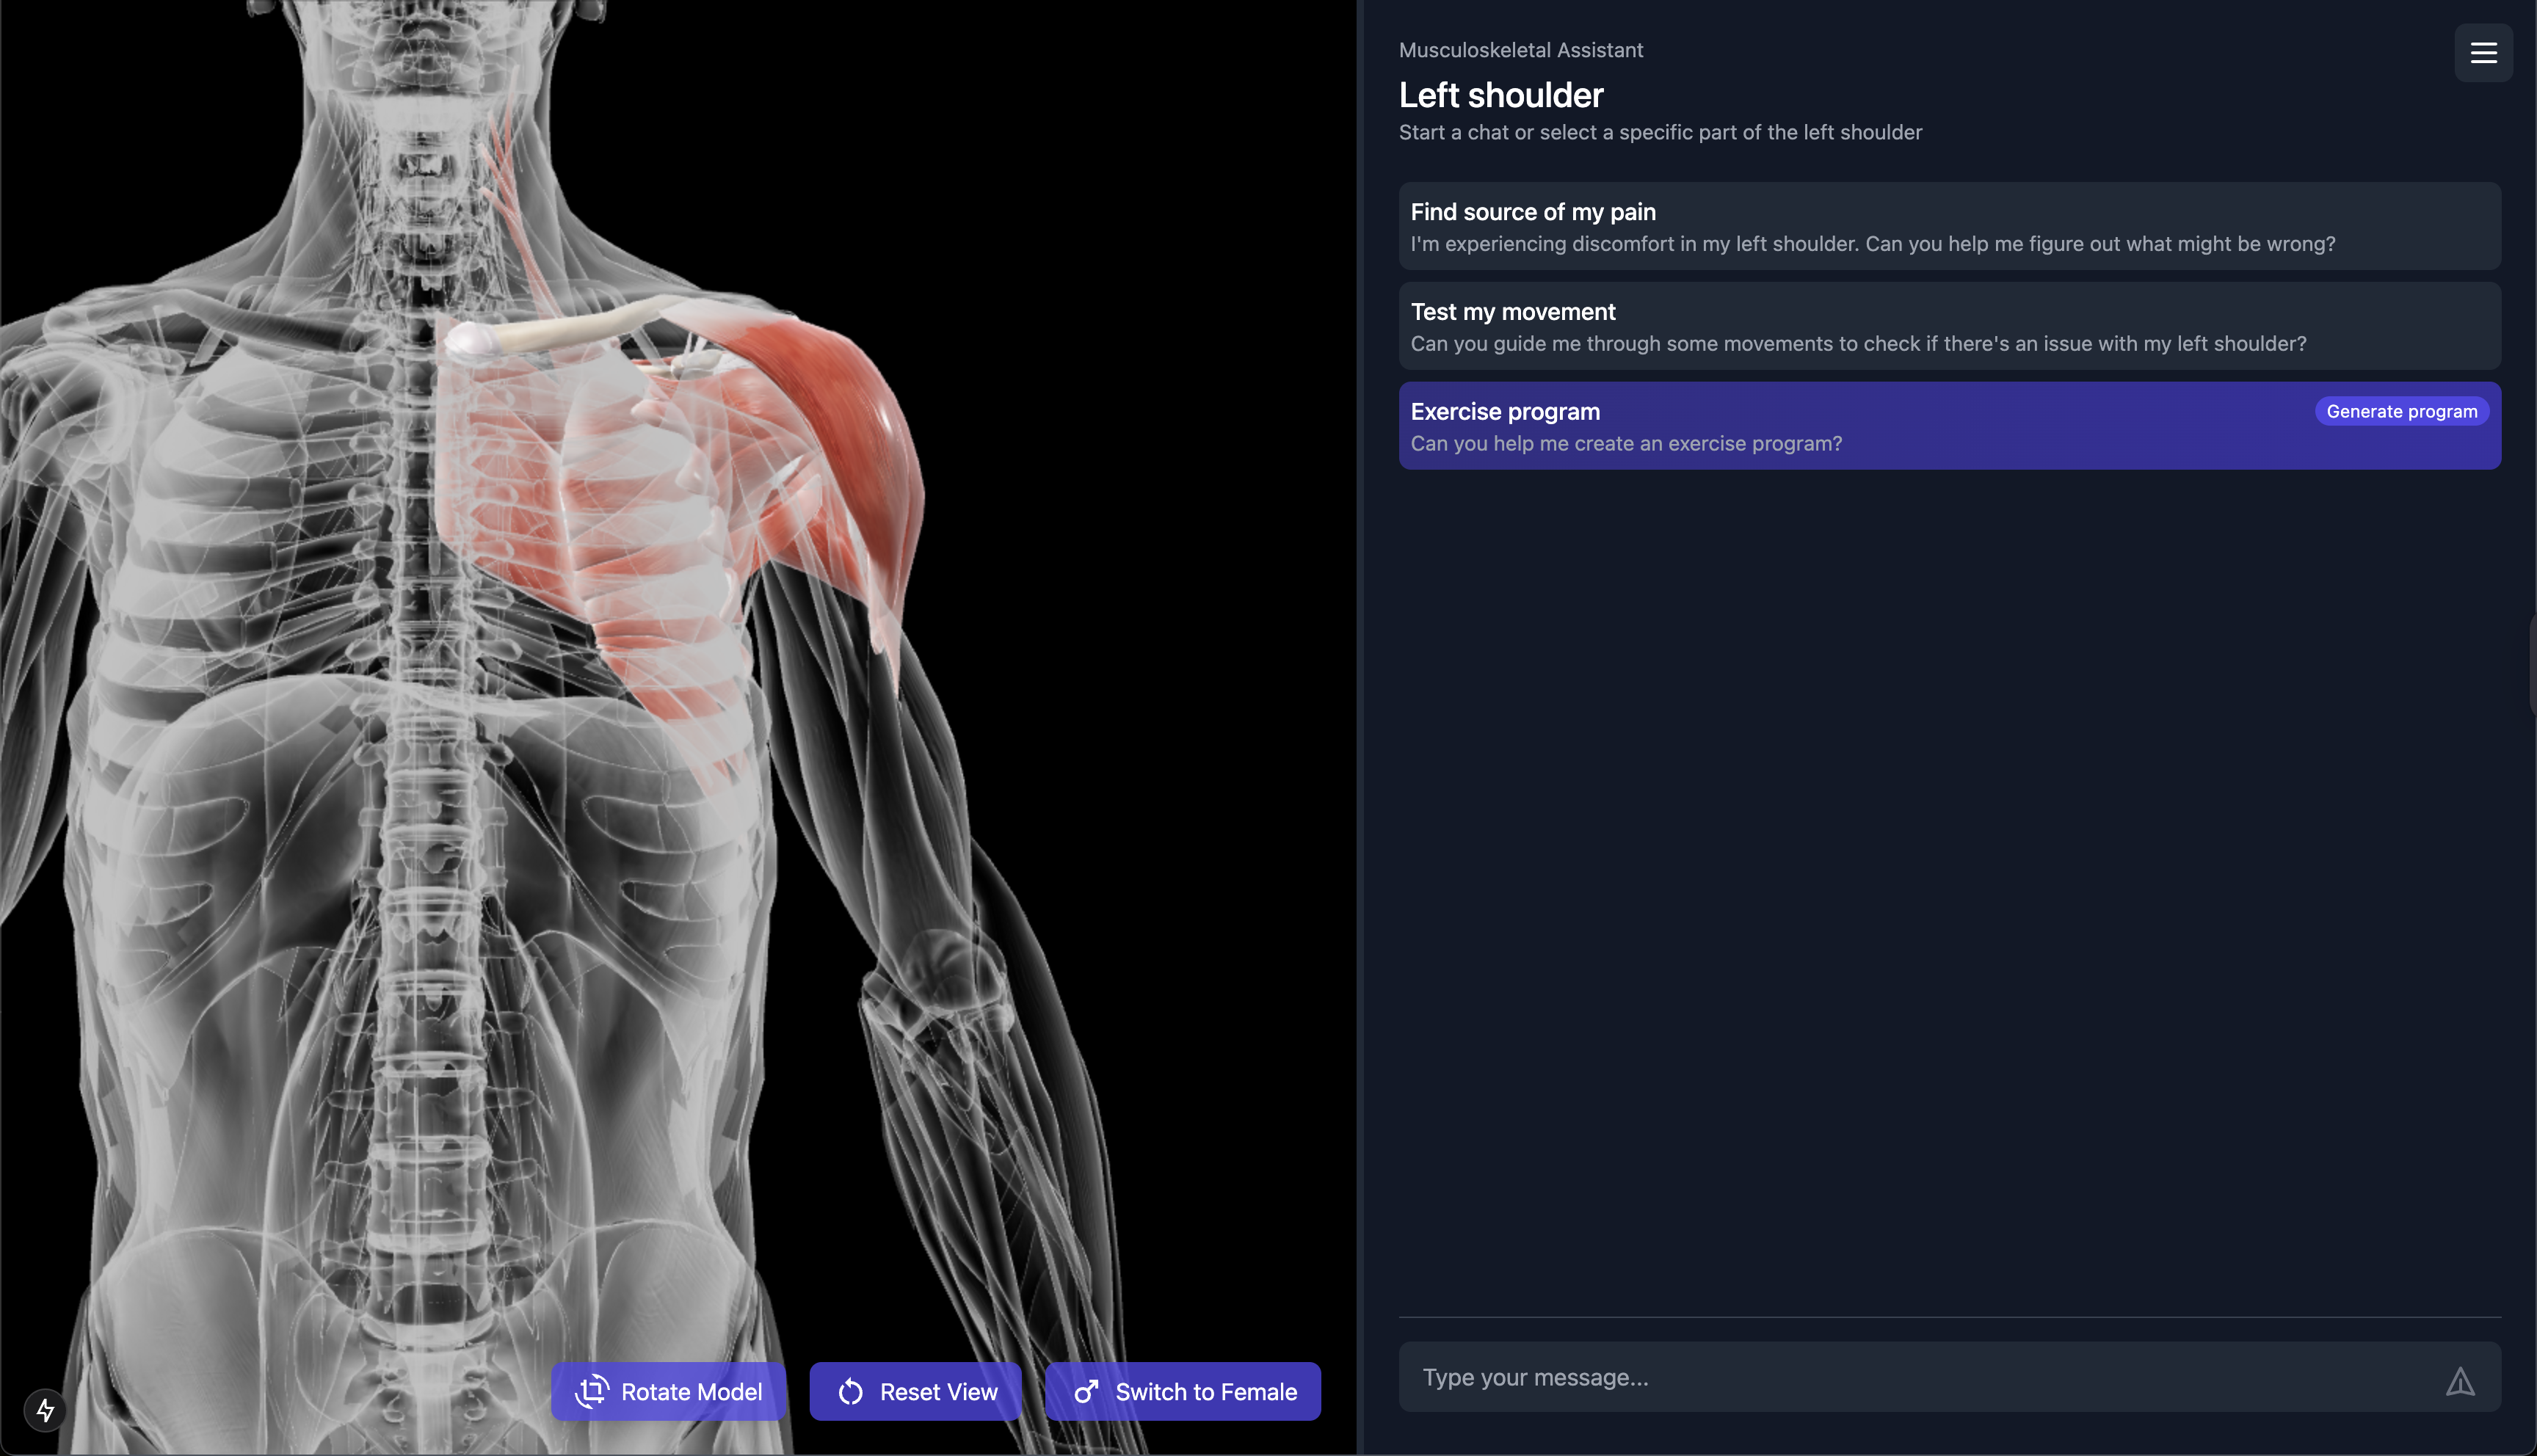 Musculoskeletal Assistant
Left shoulder
Start a chat or select a specific part of the left shoulder
Find source of my pain
I'm experiencing discomfort in my left shoulder. Can you help me figure out what might be wrong?
Test my movement
Can you guide me through some movements to check if there's an issue with my left shoulder?
Exercise program
Generate program
Can you help me create an exercise program?
Rotate Model
Reset View
Switch to Female
Type your message...